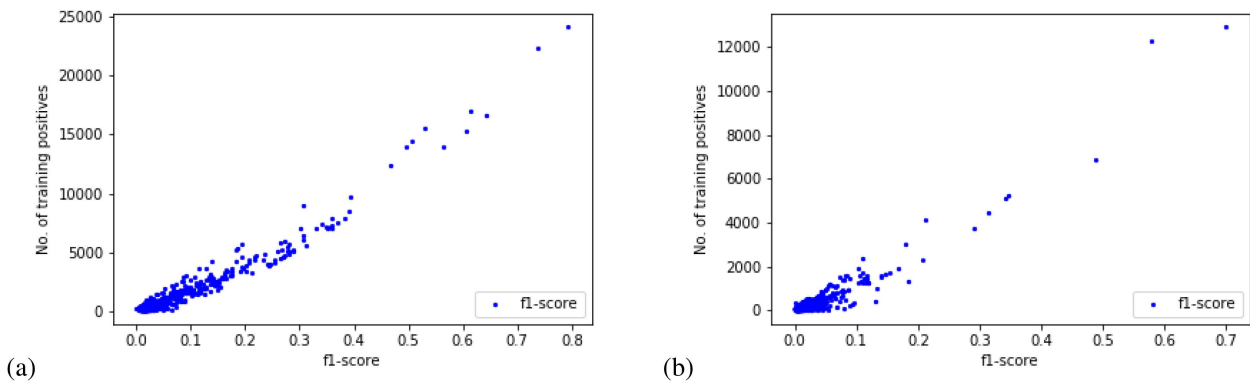 25000
20000
15000
10000
5000
0
No. of training positives
0.0 0.1 0.2 0.3 0.4 0.5 0.6 0.7 0.8
f1-score
f1-score
(a)
12000
10000
8000
6000
4000
2000
0
No. of training positives
0.0 0.1 0.2 0.3 0.4 0.5 0.6 0.7
f1-score
f1-score
(b)